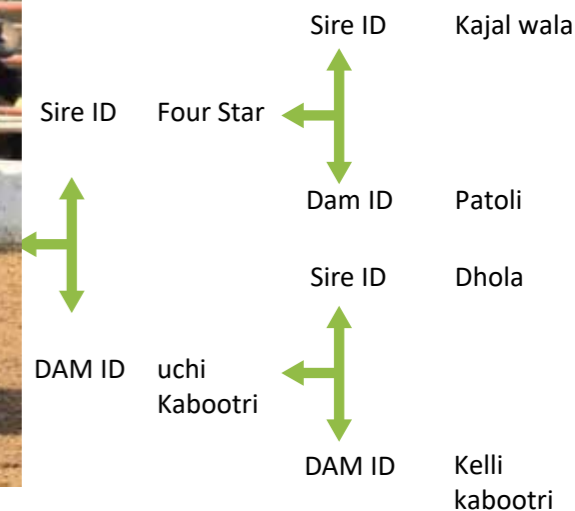 Sire ID Kajal wala
Sire ID Four Star
Dam ID Patoli
Sire ID Dhola
DAM ID uchi
Kabootri
DAM ID Kelli
kabootri